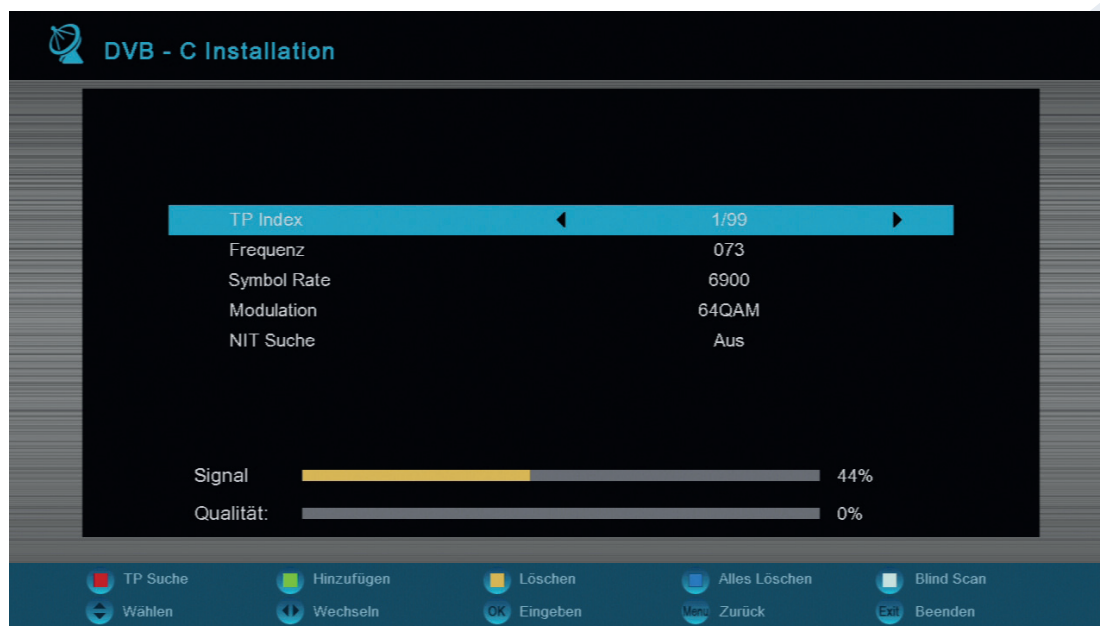 DVB - C Installation
TP Index 1/99
Frequenz 073
Symbol Rate 6900
Modulation 64QAM
NIT Suche Aus
Signal 44%
Qualität: 0%
TP Suche Hinzufügen Löschen Alles Löschen Blind Scan
Wählen Wechseln OK Eingeben Menu Zurück Exit Beenden